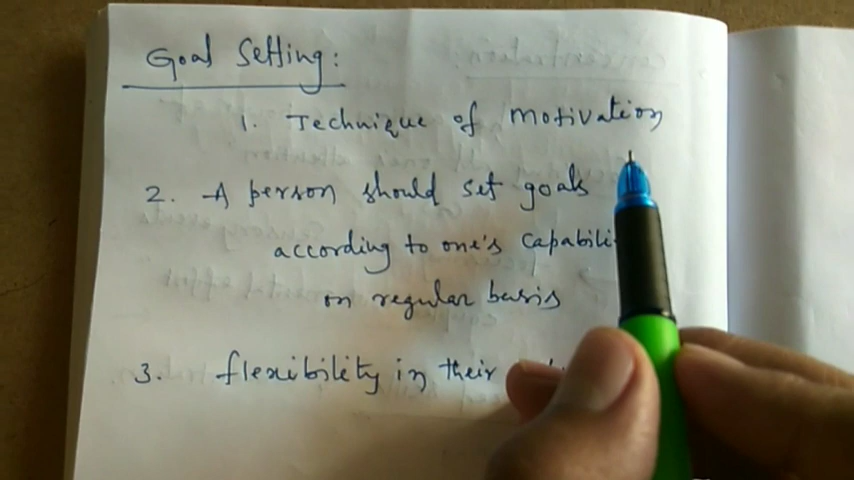 Goal Setting:
1. Technique of motivation
2. A person should set goals
according to one's capabili
on regular basis
3. flexibility in their